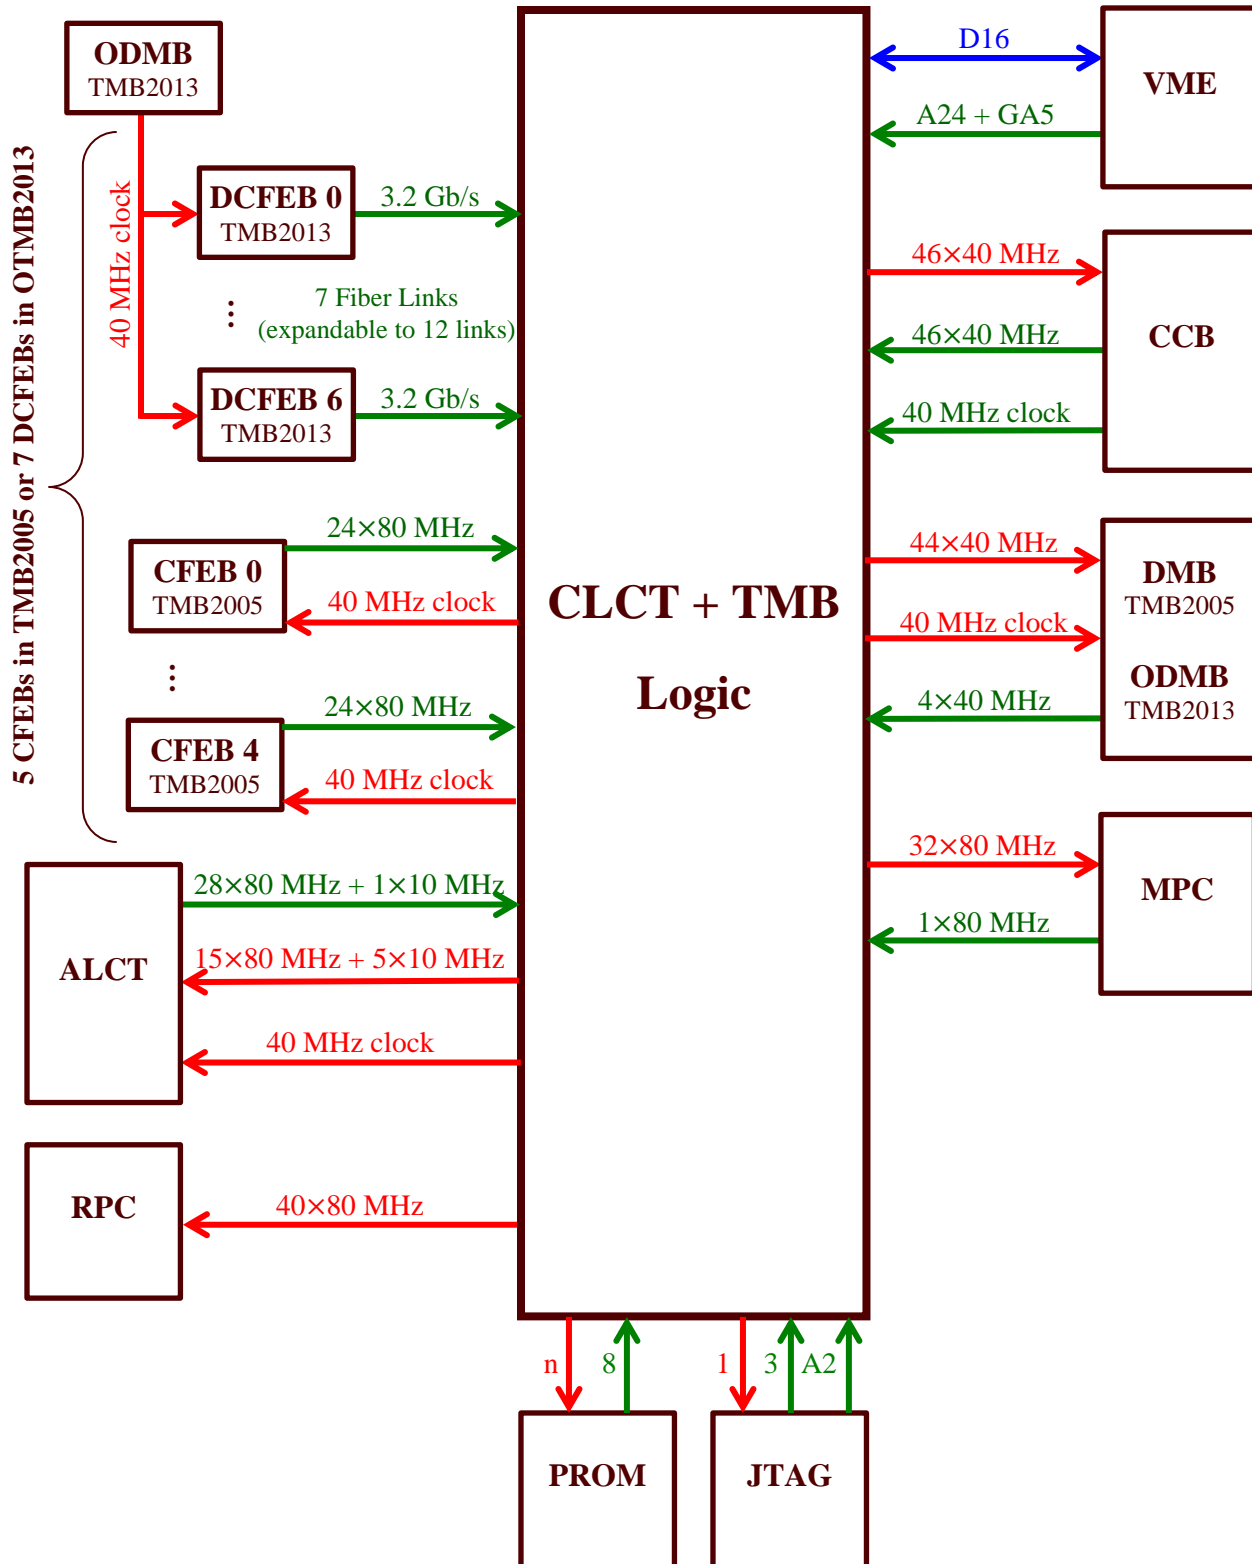 ODMB
TMB2013
5 CFEBs in TMB2005 or 7 DCFEBs in OTMB2013
40 MHz clock
DCFEB 0
TMB2013
3.2 Gb/s
⋮
7 Fiber Links
(expandable to 12 links)
DCFEB 6
TMB2013
3.2 Gb/s
CFEB 0
TMB2005
24×80 MHz
40 MHz clock
⋮
CFEB 4
TMB2005
24×80 MHz
40 MHz clock
ALCT
28×80 MHz + 1×10 MHz
15×80 MHz + 5×10 MHz
40 MHz clock
RPC
40×80 MHz
CLCT + TMB
Logic
D16
A24 + GA5
VME
46×40 MHz
46×40 MHz
40 MHz clock
CCB
44×40 MHz
40 MHz clock
4×40 MHz
DMB
TMB2005
ODMB
TMB2013
32×80 MHz
1×80 MHz
MPC
n
8
PROM
1
3
A2
JTAG